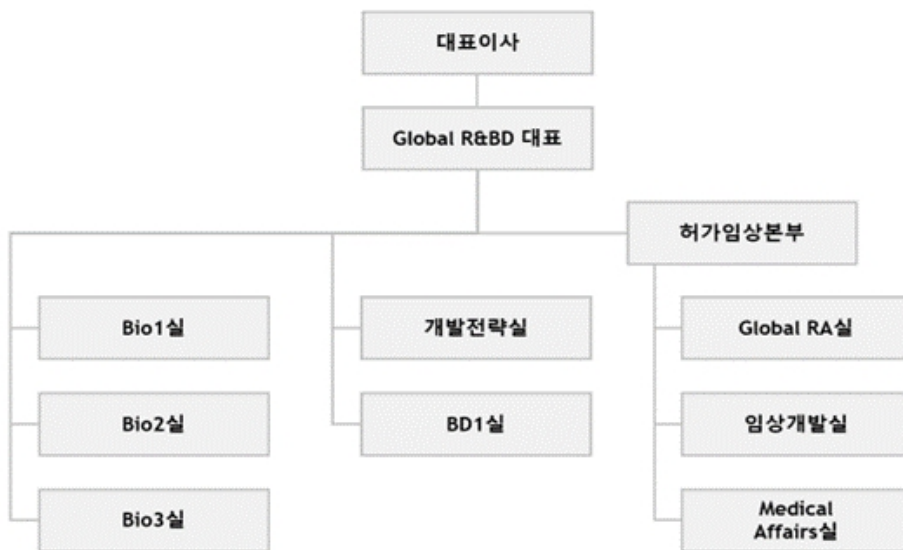 대표이사
Global R&BD 대표
허가임상본부
Bio1실
개발전략실
Global RA실
Bio2실
BD1실
임상개발실
Bio3실
Medical
Affairs실